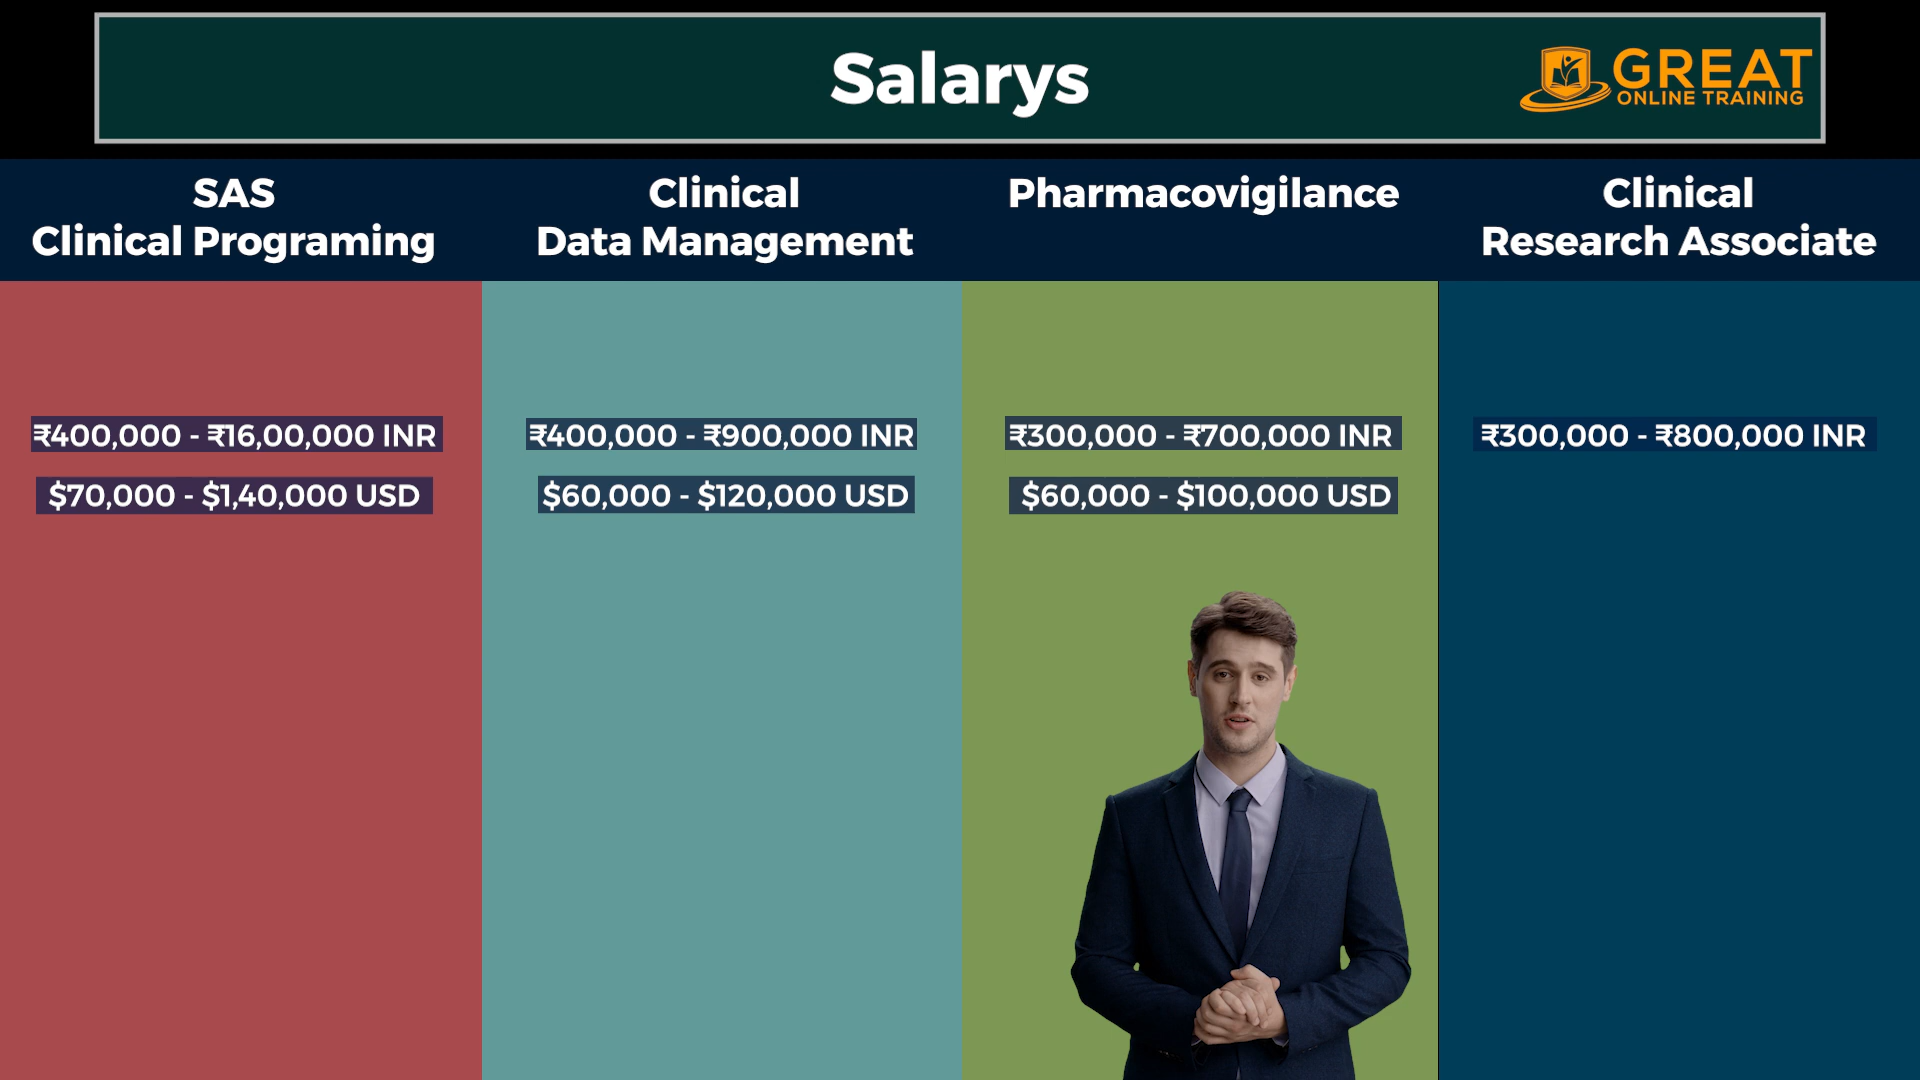 Salarys
GREAT
ONLINE TRAINING
SAS
Clinical Programing
Clinical
Data Management
Pharmacovigilance
Clinical
Research Associate
₹400,000 - ₹16,00,000 INR
₹400,000 - ₹900,000 INR
₹300,000 - ₹700,000 INR
₹300,000 - ₹800,000 INR
$70,000 - $1,40,000 USD
$60,000 - $120,000 USD
$60,000 - $100,000 USD